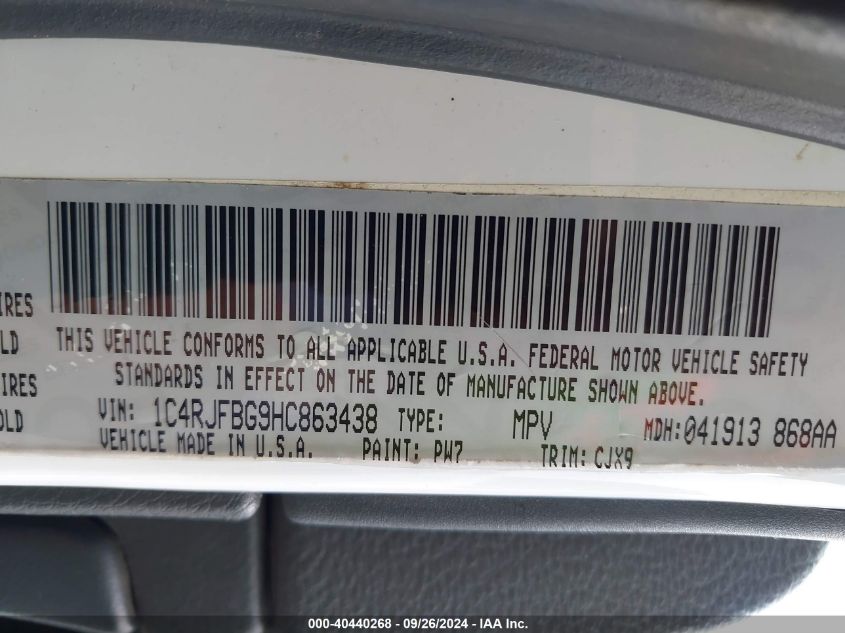 IRES
LD
IRES
OLD
THIS VEHICLE CONFORMS TO ALL APPLICABLE U.S.A. FEDERAL MOTOR VEHICLE SAFETY
STANDARDS IN EFFECT ON THE DATE OF MANUFACTURE SHOWN ABOVE.
VIN: 1C4RJFBG9HC863438 TYPE: MPV MDH:041913 868AA
VEHICLE MADE IN U.S.A. PAINT: PW7 TRIM: CJX9
000-40440268 - 09/26/2024 - IAA Inc.